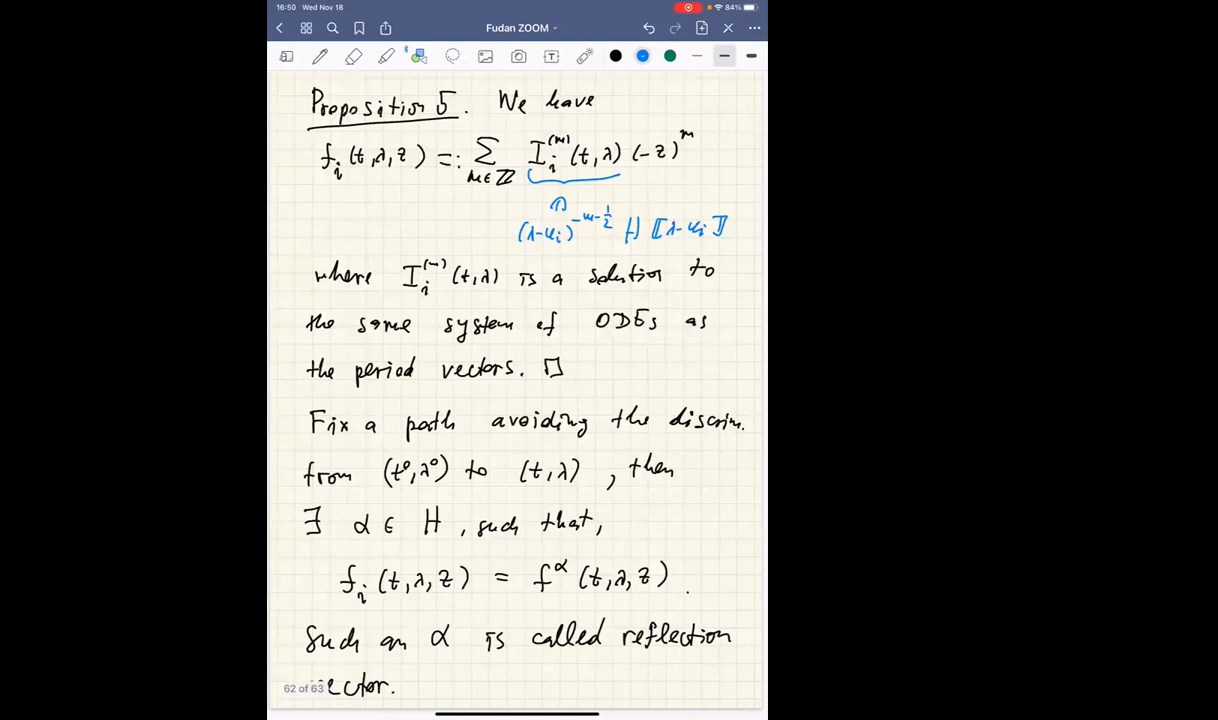 16:50 Wed Nov 18
84%
Fudan ZOOM
Proposition 5. We have
f_i (t,λ,z) =: Σ_{m∈ℤ} I_i^{(m)}(t,λ) (-z)^m
(λ-u_i)^{-m-1/2} H[[λ-u_i]]
where I_i^{(m)}(t,λ) is a solution to
the same system of ODEs as
the period vectors. □
Fix a path avoiding the discrim.
from (t°,λ°) to (t,λ), then
∃ α ∈ H, such that,
f_i (t,λ,z) = f^α (t,λ,z).
Such an α is called reflection
vector.
62 of 63